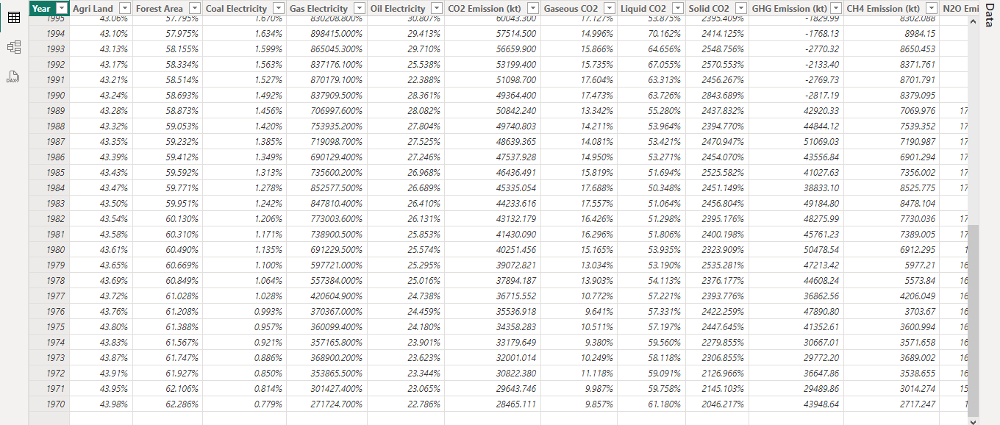 Year Agri Land Forest Area Coal Electricity Gas Electricity Oil Electricity CO2 Emission (kt) Gaseous CO2 Liquid CO2 Solid CO2 GHG Emission (kt) CH4 Emission (kt) N2O Emi
1995 43.06% 57.795% 1.670% 830208.800% 30.807% 60043.300 17.127% 53.875% 2395.409% -1829.99 8302.088
1994 43.10% 57.975% 1.634% 898415.000% 29.413% 57514.500 14.996% 70.162% 2414.125% -1768.13 8984.15
1993 43.13% 58.155% 1.599% 865045.300% 29.710% 56659.900 15.866% 64.656% 2548.756% -2770.32 8650.453
1992 43.17% 58.334% 1.563% 837176.100% 25.538% 53199.400 15.735% 67.055% 2570.553% -2133.40 8371.761
1991 43.21% 58.514% 1.527% 870179.100% 22.388% 51098.700 17.604% 63.313% 2456.267% -2769.73 8701.791
1990 43.24% 58.693% 1.492% 837909.500% 28.361% 49364.400 17.473% 63.726% 2843.689% -2817.19 8379.095
1989 43.28% 58.873% 1.456% 706997.600% 28.082% 50842.240 13.342% 55.280% 2437.832% 42920.33 7069.976 17
1988 43.32% 59.053% 1.420% 753935.200% 27.804% 49740.803 14.211% 53.964% 2394.770% 44844.12 7539.352 17
1987 43.35% 59.232% 1.385% 719098.700% 27.525% 48639.365 14.081% 53.421% 2470.947% 51069.03 7190.987 17
1986 43.39% 59.412% 1.349% 690129.400% 27.246% 47537.928 14.950% 53.271% 2454.070% 43556.84 6901.294 17
1985 43.43% 59.592% 1.313% 735600.200% 26.968% 46436.491 15.819% 51.694% 2525.582% 41027.63 7356.002 17
1984 43.47% 59.771% 1.278% 852577.500% 26.689% 45335.054 17.688% 50.348% 2451.149% 38833.10 8525.775 17
1983 43.50% 59.951% 1.242% 847810.400% 26.410% 44233.616 17.557% 51.064% 2456.804% 49184.80 8478.104
1982 43.54% 60.130% 1.206% 773003.600% 26.131% 43132.179 16.426% 51.298% 2395.176% 48275.99 7730.036 17
1981 43.58% 60.310% 1.171% 738900.500% 25.853% 41430.090 16.296% 51.806% 2400.198% 45761.23 7389.005 17
1980 43.61% 60.490% 1.135% 691229.500% 25.574% 40251.456 15.165% 53.935% 2323.909% 50478.54 6912.295 1
1979 43.65% 60.669% 1.100% 597721.000% 25.295% 39072.821 13.034% 53.190% 2535.281% 47213.42 5977.21 16
1978 43.69% 60.849% 1.064% 557384.000% 25.016% 37894.187 13.903% 54.113% 2376.177% 44608.24 5573.84 16
1977 43.72% 61.028% 1.028% 420604.900% 24.738% 36715.552 10.772% 57.221% 2393.776% 36862.56 4206.049 16
1976 43.76% 61.208% 0.993% 370367.000% 24.459% 35536.918 9.641% 57.331% 2422.259% 47890.80 3703.67 16
1975 43.80% 61.388% 0.957% 360099.400% 24.180% 34358.283 10.511% 57.197% 2447.645% 41352.61 3600.994 16
1974 43.83% 61.567% 0.921% 357165.800% 23.901% 33179.649 9.380% 59.560% 2279.855% 30667.01 3571.658 16
1973 43.87% 61.747% 0.886% 368900.200% 23.623% 32001.014 10.249% 58.118% 2306.855% 29772.20 3689.002 16
1972 43.91% 61.927% 0.850% 353865.500% 23.344% 30822.380 11.118% 59.091% 2126.966% 36647.86 3538.655 16
1971 43.95% 62.106% 0.814% 301427.400% 23.065% 29643.746 9.987% 59.758% 2145.103% 29489.86 3014.274 15
1970 43.98% 62.286% 0.779% 271724.700% 22.786% 28465.111 9.857% 61.180% 2046.217% 43948.64 2717.247 1
DAX
Data